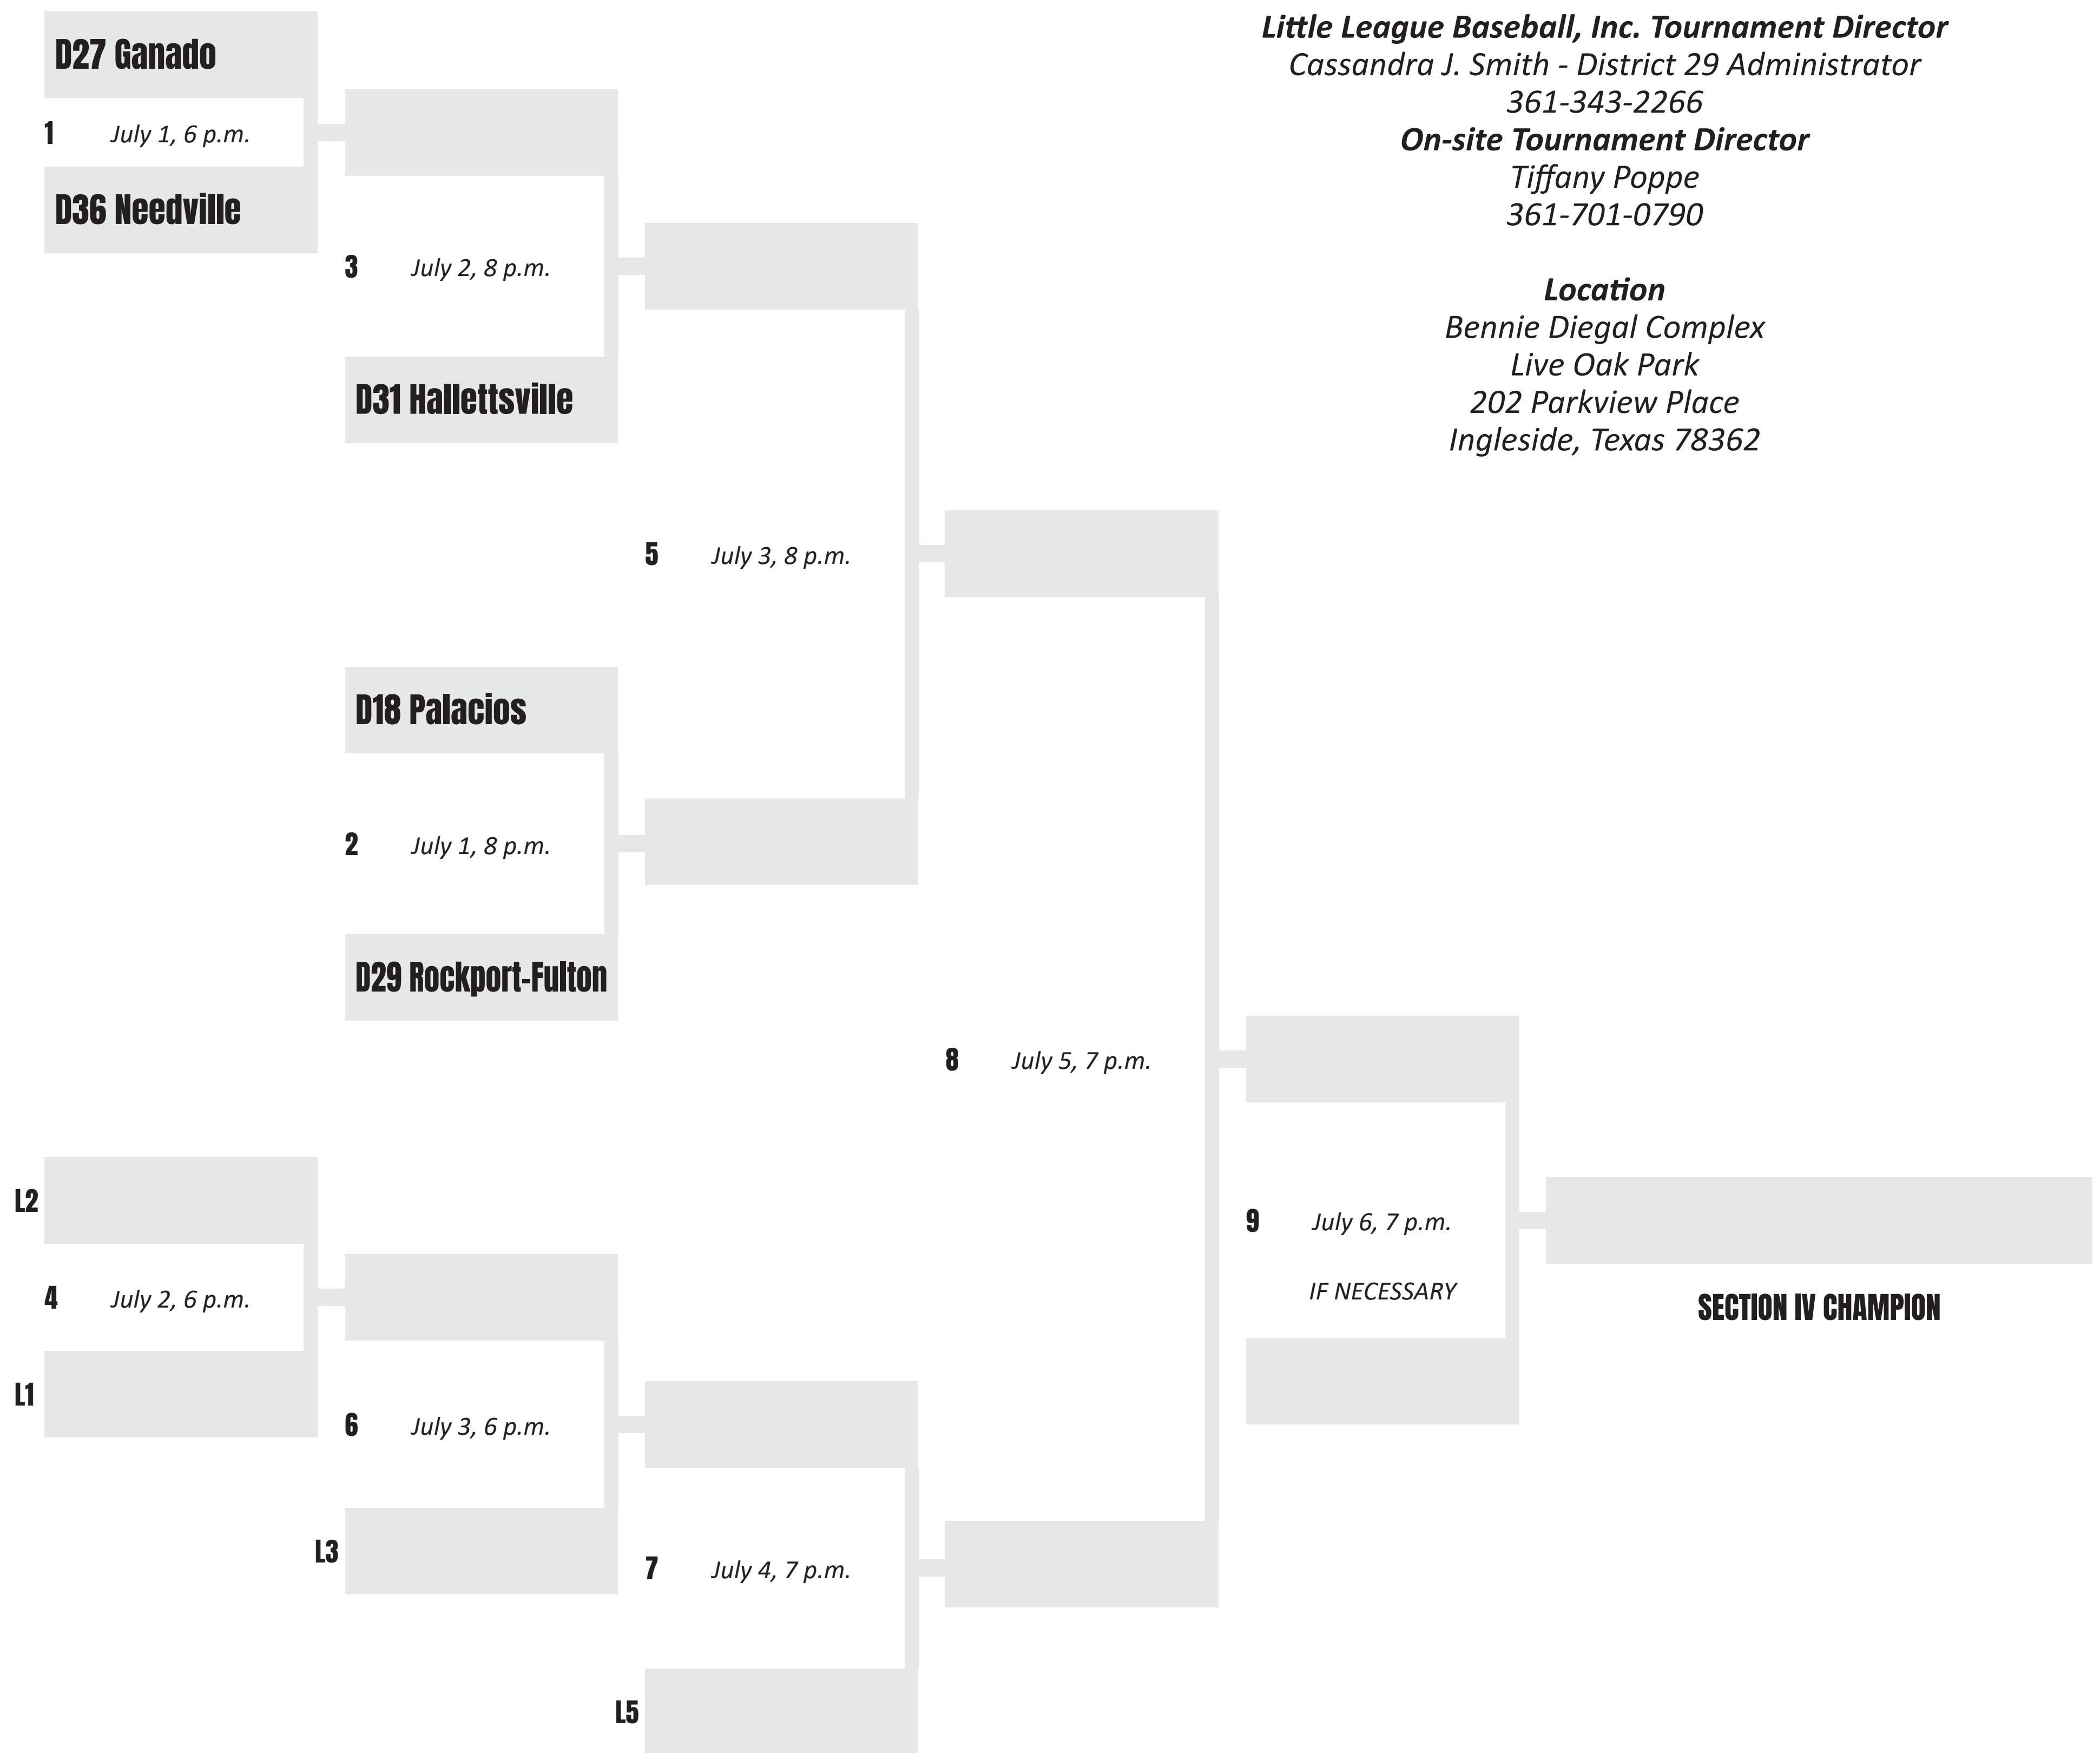 D27 Ganado
1 July 1, 6 p.m.
D36 Needville
3 July 2, 8 p.m.
D31 Hallettsville
5 July 3, 8 p.m.
D18 Palacios
2 July 1, 8 p.m.
D29 Rockport-Fulton
8 July 5, 7 p.m.
L2
4 July 2, 6 p.m.
L1
6 July 3, 6 p.m.
L3
7 July 4, 7 p.m.
L5
9 July 6, 7 p.m.
IF NECESSARY
SECTION IV CHAMPION
Little League Baseball, Inc. Tournament Director
Cassandra J. Smith - District 29 Administrator
361-343-2266
On-site Tournament Director
Tiffany Poppe
361-701-0790
Location
Bennie Diegal Complex
Live Oak Park
202 Parkview Place
Ingleside, Texas 78362